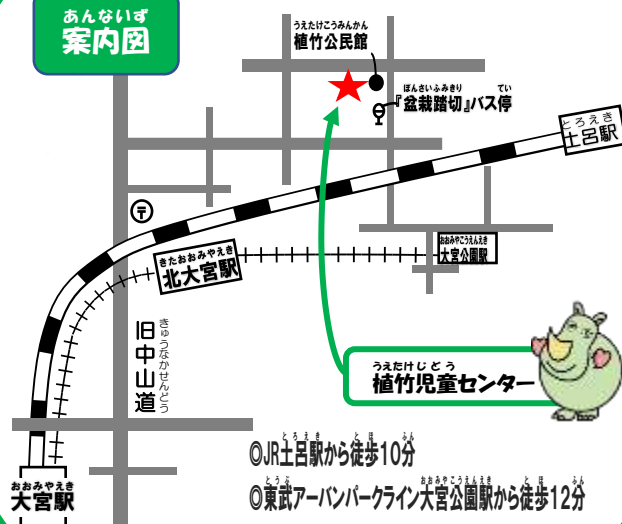 あんないず
案内図
うえたけこうみんかん
植竹公民館
ぼんさいふみきり てい
『盆栽踏切』バス停
とろえき
土呂駅
〒
きたおおみやえき
北大宮駅
おおみやこうえんえき
大宮公園駅
きゅうなかせんどう
旧中山道
うえたけじどう
植竹児童センター
とろえき とほ ふん
◎JR土呂駅から徒歩10分
とうぶ おおみやこうえんえき とほ ふん
◎東武アーバンパークライン大宮公園駅から徒歩12分
おおみやえき
大宮駅